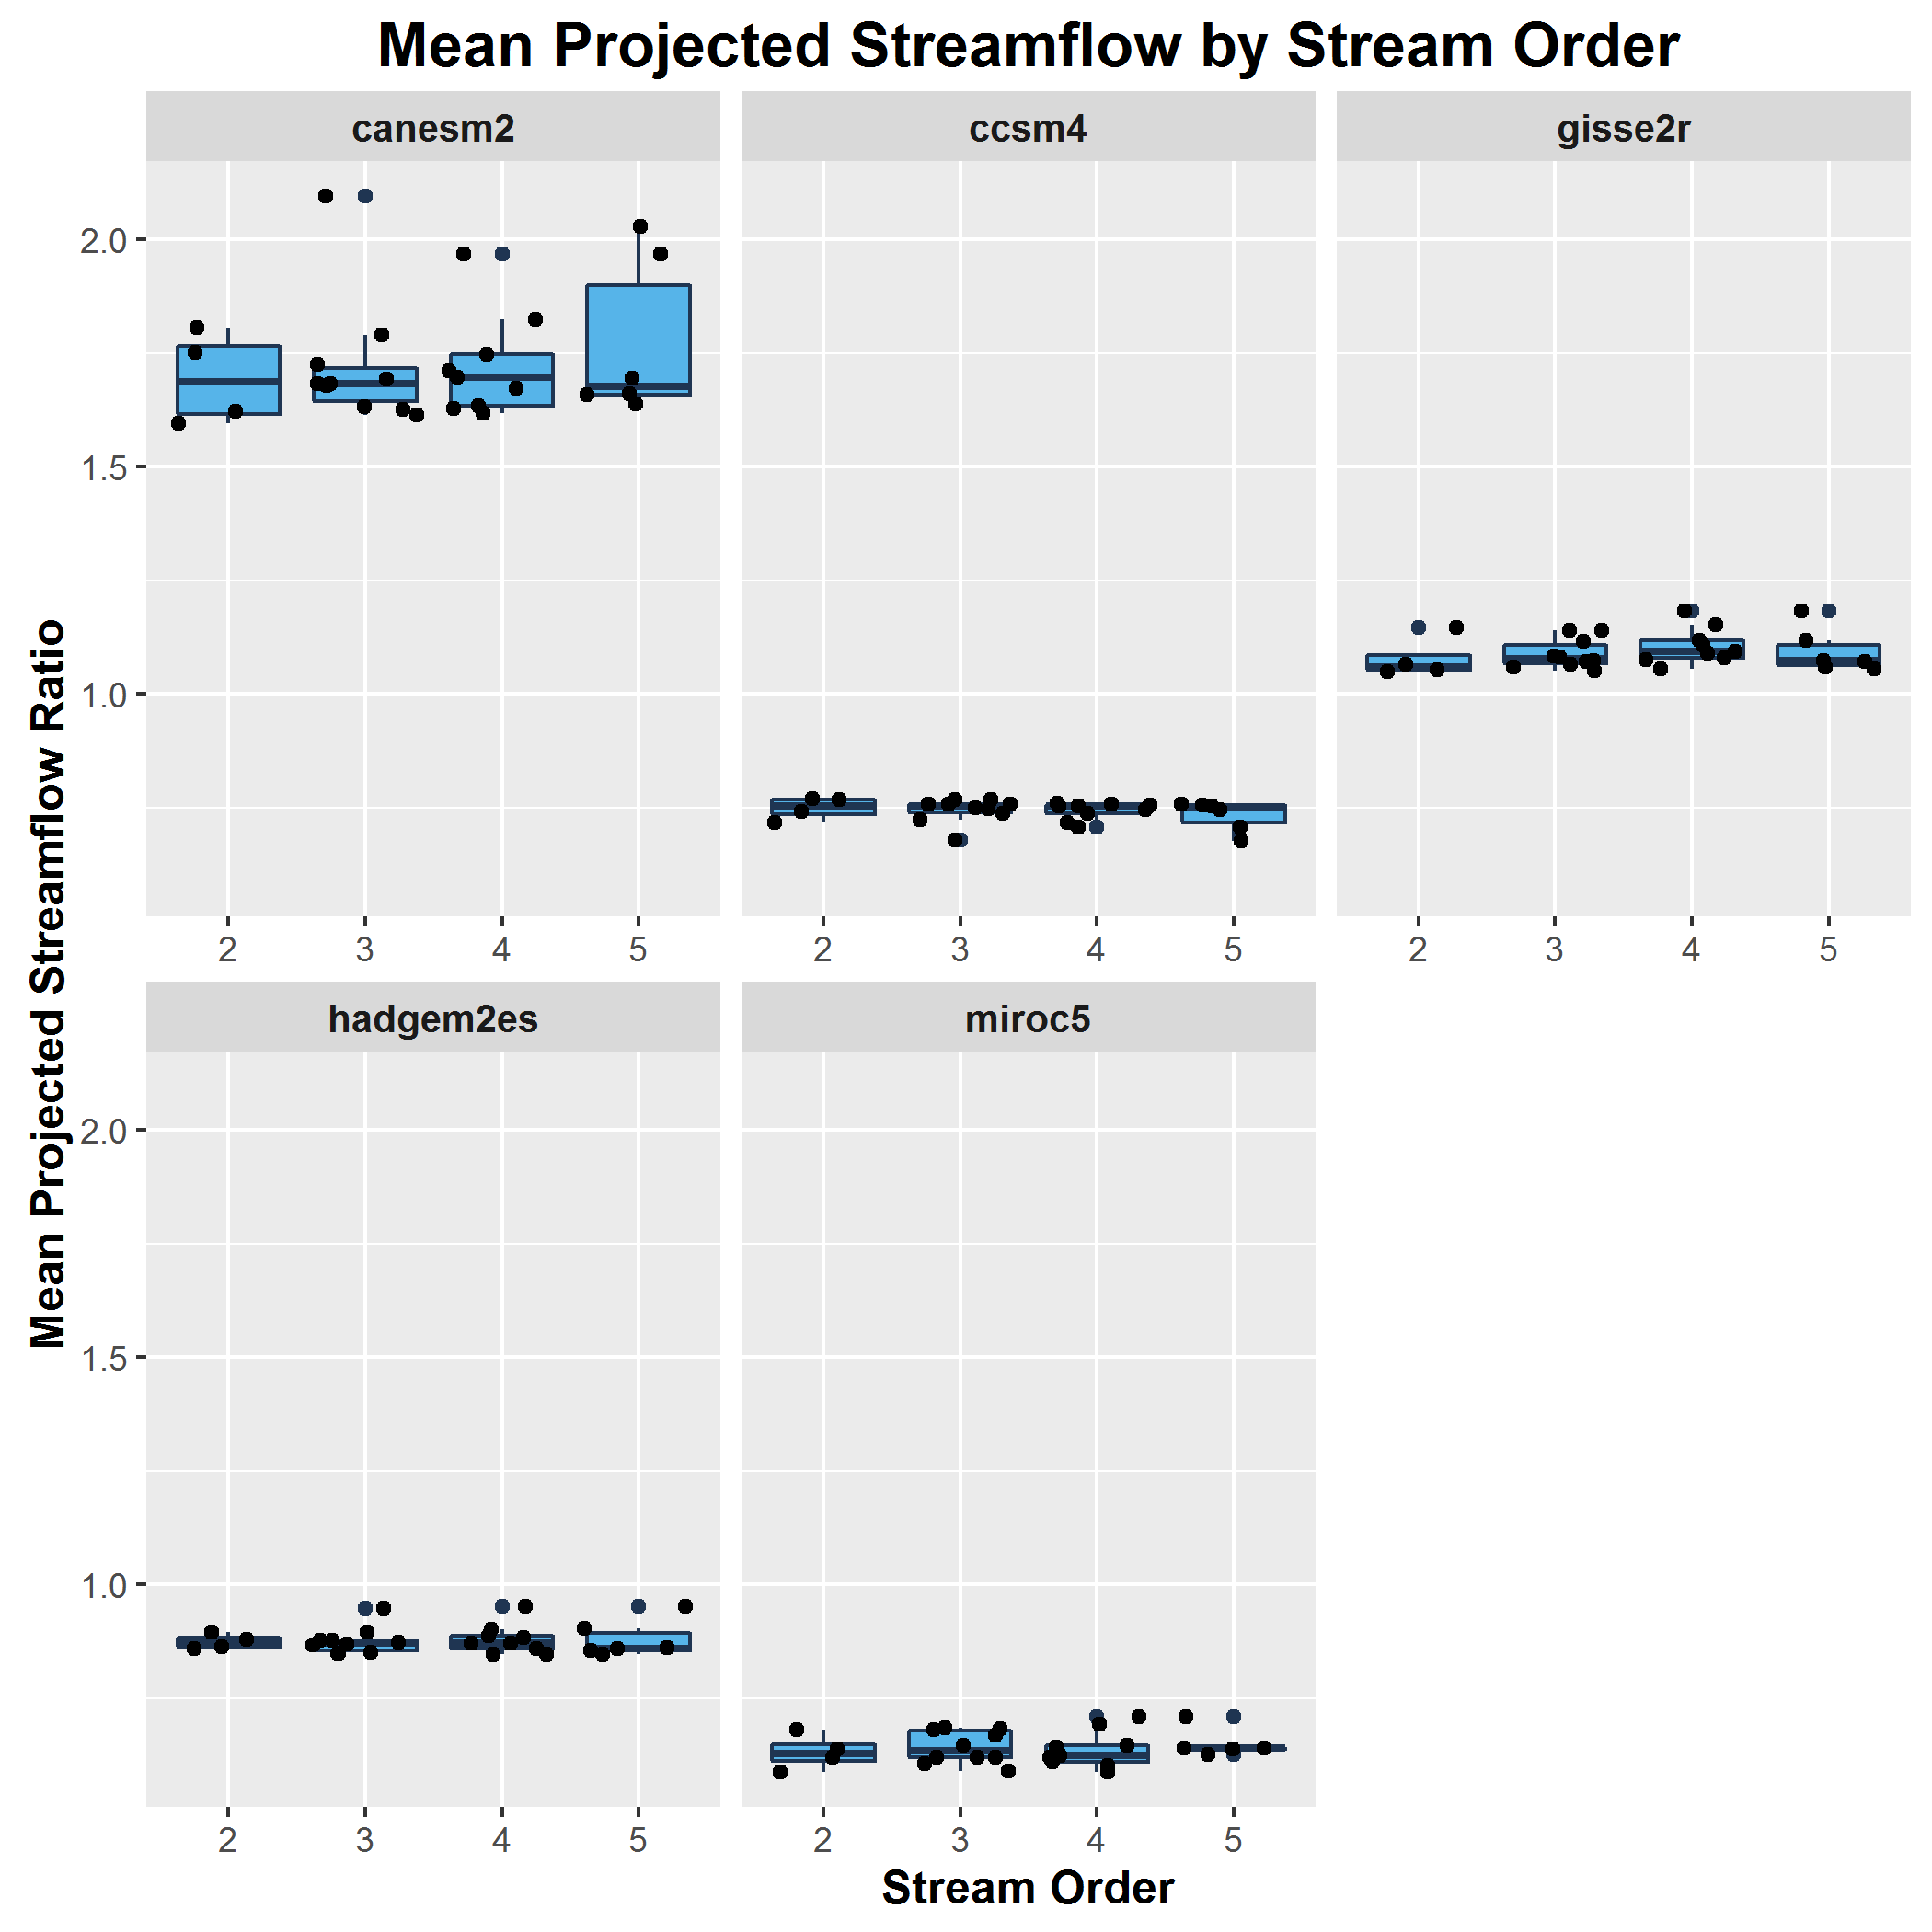 Mean Projected Streamflow by Stream Order
canesm2
ccsm4
gisse2r
2.0
1.5
1.0
2 3 4 5
2 3 4 5
2 3 4 5
Mean Projected Streamflow Ratio
hadgem2es
miroc5
2.0
1.5
1.0
2 3 4 5
2 3 4 5
Stream Order